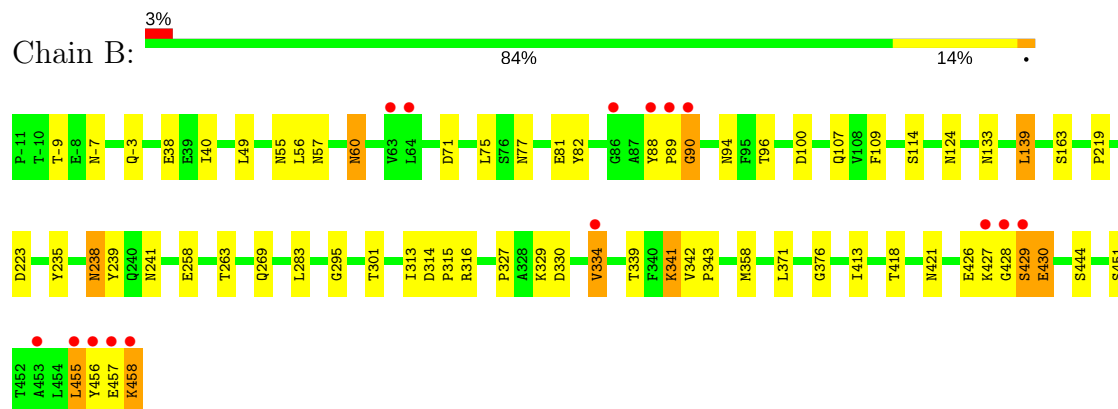 3%
Chain B:
84% 14% •
P-11 T-10 T-9 E-8 N-7 Q-3 E38 E39 I40 L49 N55 L56 N57 N60 V63 L64 D71 L75 S76 N77 E81 Y82 G86 A87 Y88 P89 G90 N94 F95 T96 D100 Q107 V108 F109 S114 N124 N133 L139 S163 P219
D223 Y235 N238 Y239 Q240 N241 E258 T263 Q269 L283 G295 T301 I313 D314 P315 R316 P327 A328 K329 D330 V334 T339 F340 K341 V342 P343 M358 L371 G376 I413 T418 N421 E426 K427 G428 S429 E430 S444 S451
T452 A453 L454 L455 Y456 E457 K458